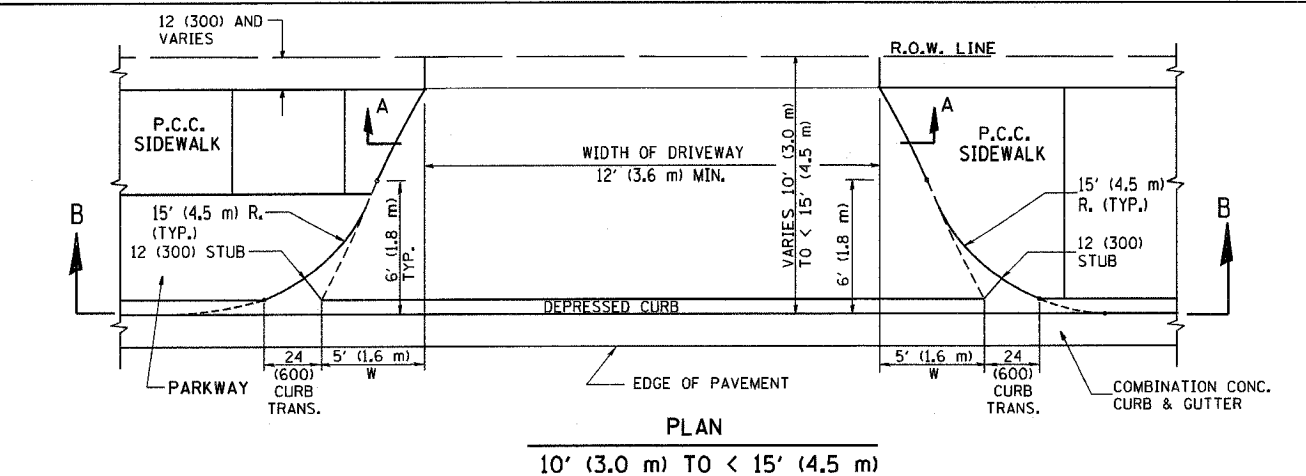 12 (300) AND
VARIES
R.O.W. LINE
A
A
P.C.C.
SIDEWALK
P.C.C.
SIDEWALK
WIDTH OF DRIVEWAY
12' (3.6 m) MIN.
VARIES 10' (3.0 m)
TO < 15' (4.5 m)
B
B
15' (4.5 m) R.
(TYP.)
12 (300) STUB
6' (1.8 m)
TYP.
6' (1.8 m)
15' (4.5 m)
R. (TYP.)
12 (300)
STUB
DEPRESSED CURB
24
(600)
CURB
TRANS.
5' (1.6 m)
W
5' (1.6 m)
W
24
(600)
CURB
TRANS.
PARKWAY
EDGE OF PAVEMENT
COMBINATION CONC.
CURB & GUTTER
PLAN
10' (3.0 m) TO < 15' (4.5 m)